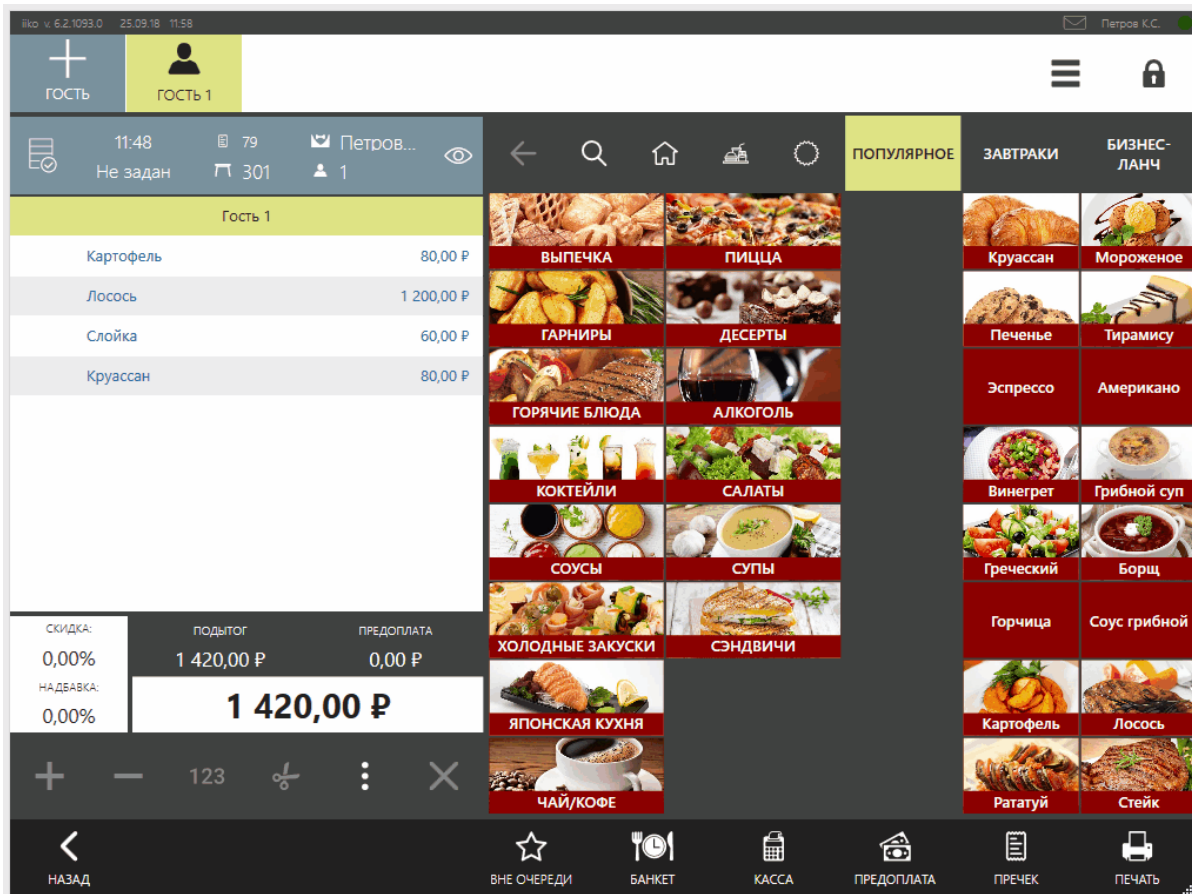 iiko v. 6.2.1093.0 25.09.18 11:58 Петров К.С.
ГОСТЬ
ГОСТЬ 1
11:48 79 Петров...
Не задан 301 1
ПОПУЛЯРНОЕ
ЗАВТРАКИ
БИЗНЕС-
ЛАНЧ
Гость 1
Картофель 80,00 ₽
Лосось 1 200,00 ₽
Слойка 60,00 ₽
Круассан 80,00 ₽
СКИДКА:
0,00%
НАДБАВКА:
0,00%
ПОДЫТОГ
1 420,00 ₽
ПРЕДОПЛАТА
0,00 ₽
1 420,00 ₽
123
ВЫПЕЧКА ПИЦЦА
ГАРНИРЫ ДЕСЕРТЫ
ГОРЯЧИЕ БЛЮДА АЛКОГОЛЬ
КОКТЕЙЛИ САЛАТЫ
СОУСЫ СУПЫ
ХОЛОДНЫЕ ЗАКУСКИ СЭНДВИЧИ
ЯПОНСКАЯ КУХНЯ
ЧАЙ/КОФЕ
Круассан Мороженое
Печенье Тирамису
Эспрессо Американо
Винегрет Грибной суп
Греческий Борщ
Горчица Соус грибной
Картофель Лосось
Рататуй Стейк
НАЗАД
ВНЕ ОЧЕРЕДИ
БАНКЕТ
КАССА
ПРЕДОПЛАТА
ПРЕЧЕК
ПЕЧАТЬ